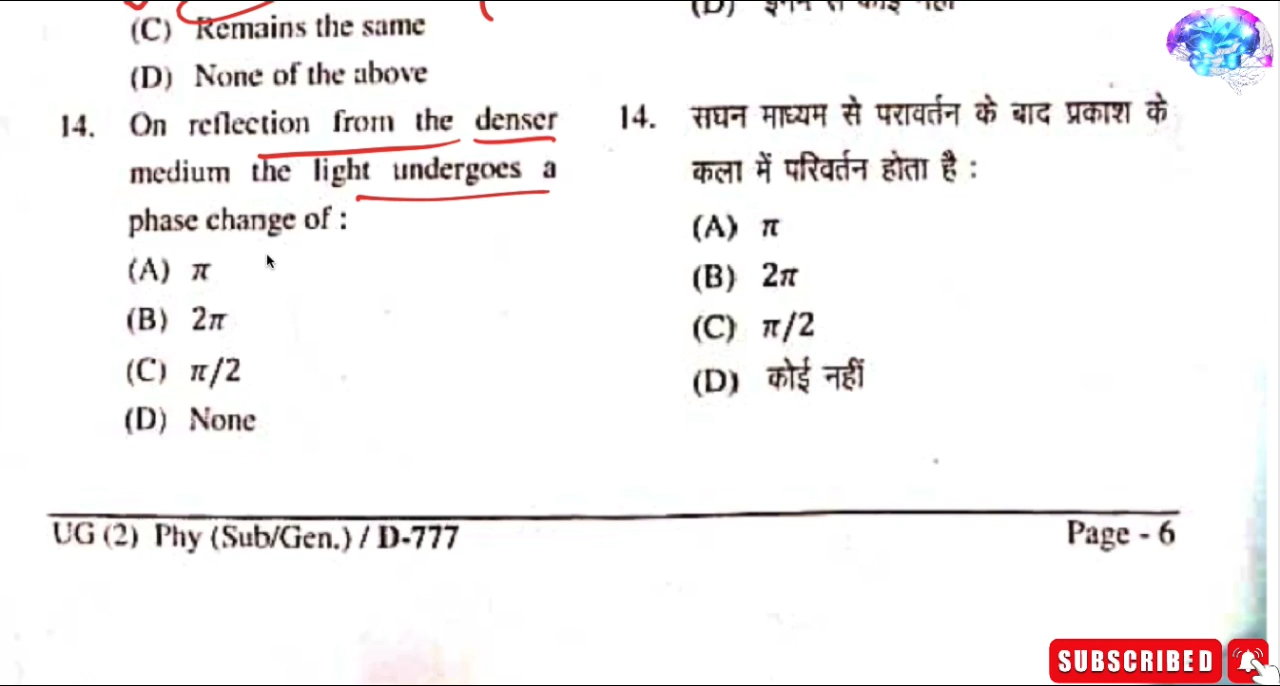 (C) Remains the same
(D) None of the above
14. On reflection from the denser
medium the light undergoes a
phase change of :
(A) π
(B) 2π
(C) π/2
(D) None
(D) इनमें से कोई नहीं
14. सघन माध्यम से परावर्तन के बाद प्रकाश के
कला में परिवर्तन होता है :
(A) π
(B) 2π
(C) π/2
(D) कोई नहीं
UG (2) Phy (Sub/Gen.) / D-777
Page - 6
SUBSCRIBED